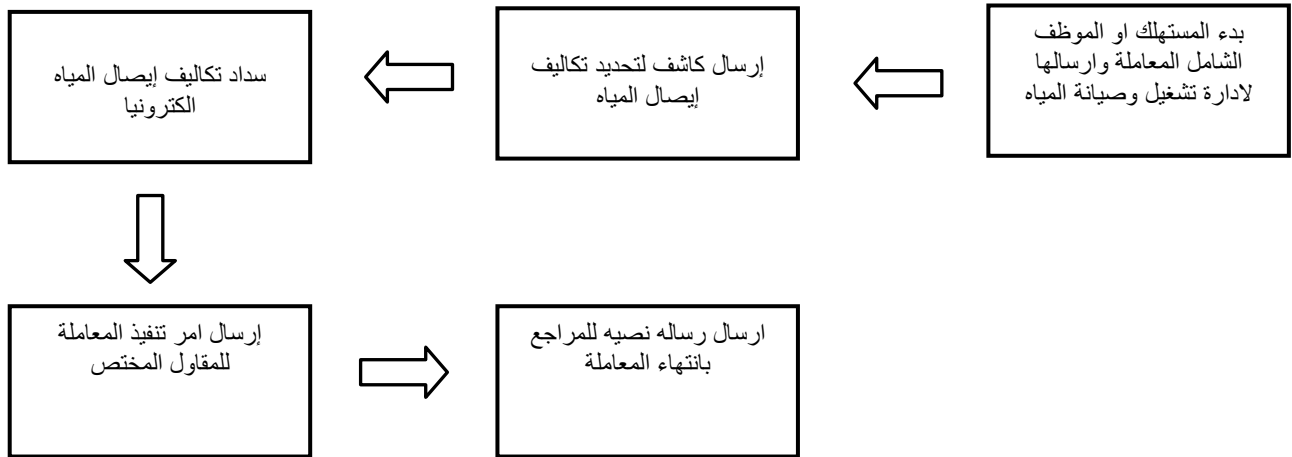 بدء المستهلك او الموظف
الشامل المعاملة وارسالها
لادارة تشغيل وصيانة المياه
إرسال كاشف لتحديد تكاليف
إيصال المياه
سداد تكاليف إيصال المياه
الكترونيا
إرسال امر تنفيذ المعاملة
للمقاول المختص
ارسال رساله نصيه للمراجع
بانتهاء المعاملة